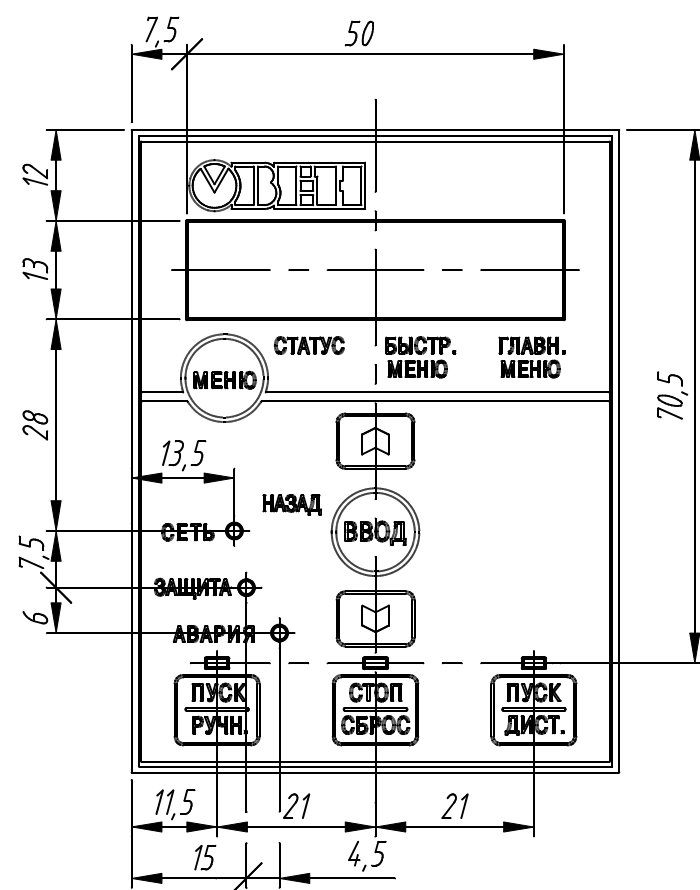 7,5 50
12
ОВЕН
13
СТАТУС БЫСТР. МЕНЮ ГЛАВН. МЕНЮ
МЕНЮ
28
70,5
13,5
НАЗАД
СЕТЬ ВВОД
7,5
ЗАЩИТА
6
АВАРИЯ
ПУСК РУЧН. СТОП СБРОС ПУСК ДИСТ.
11,5 21 21
15 4,5